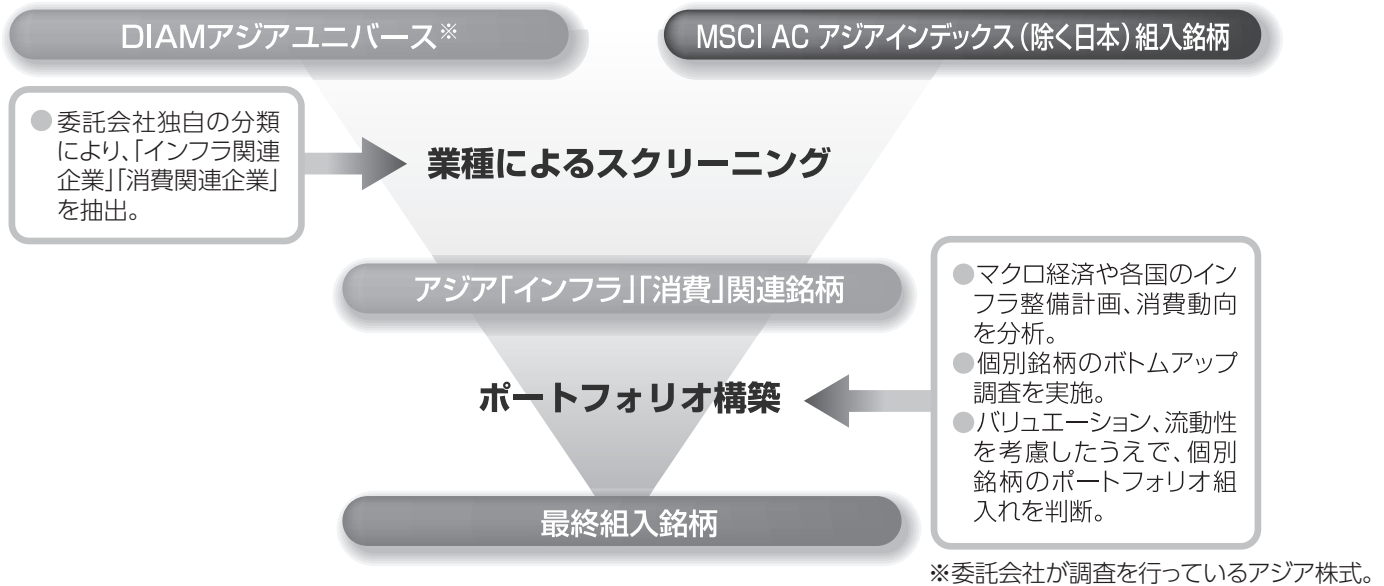 DIAMアジアユニバース※
MSCI AC アジアインデックス（除く日本）組入銘柄
●委託会社独自の分類
により、「インフラ関連
企業」「消費関連企業」
を抽出。
業種によるスクリーニング
アジア「インフラ」「消費」関連銘柄
●マクロ経済や各国のイン
フラ整備計画、消費動向
を分析。
●個別銘柄のボトムアップ
調査を実施。
●バリュエーション、流動性
を考慮したうえで、個別
銘柄のポートフォリオ組
入れを判断。
ポートフォリオ構築
最終組入銘柄
※委託会社が調査を行っているアジア株式。